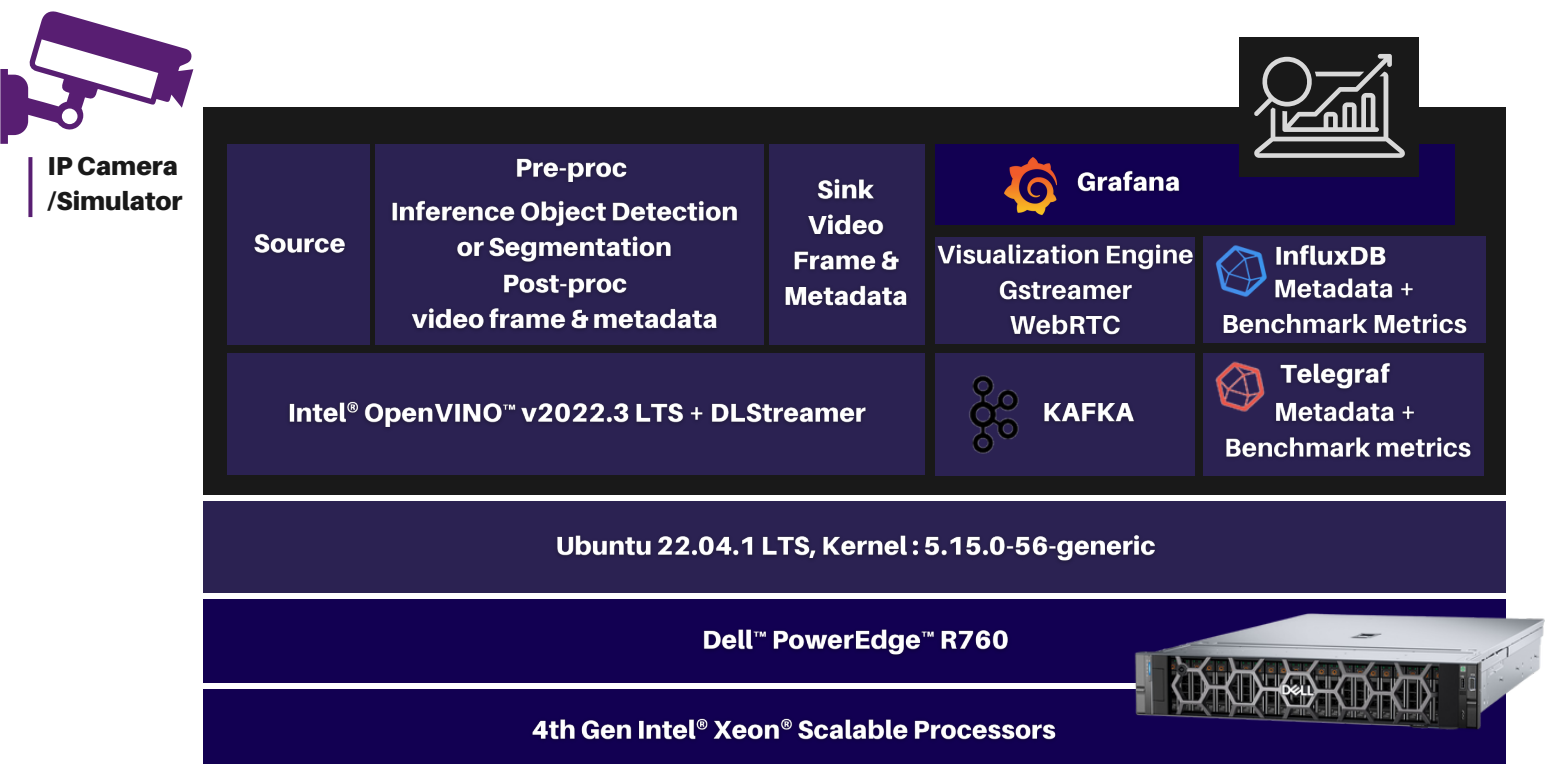 IP Camera
/Simulator
Source
Pre-proc
Inference Object Detection
or Segmentation
Post-proc
video frame & metadata
Sink
Video
Frame &
Metadata
Grafana
Visualization Engine
Gstreamer
WebRTC
InfluxDB
Metadata +
Benchmark Metrics
Intel® OpenVINO™ v2022.3 LTS + DLStreamer
KAFKA
Telegraf
Metadata +
Benchmark metrics
Ubuntu 22.04.1 LTS, Kernel : 5.15.0-56-generic
Dell™ PowerEdge™ R760
DELL
4th Gen Intel® Xeon® Scalable Processors